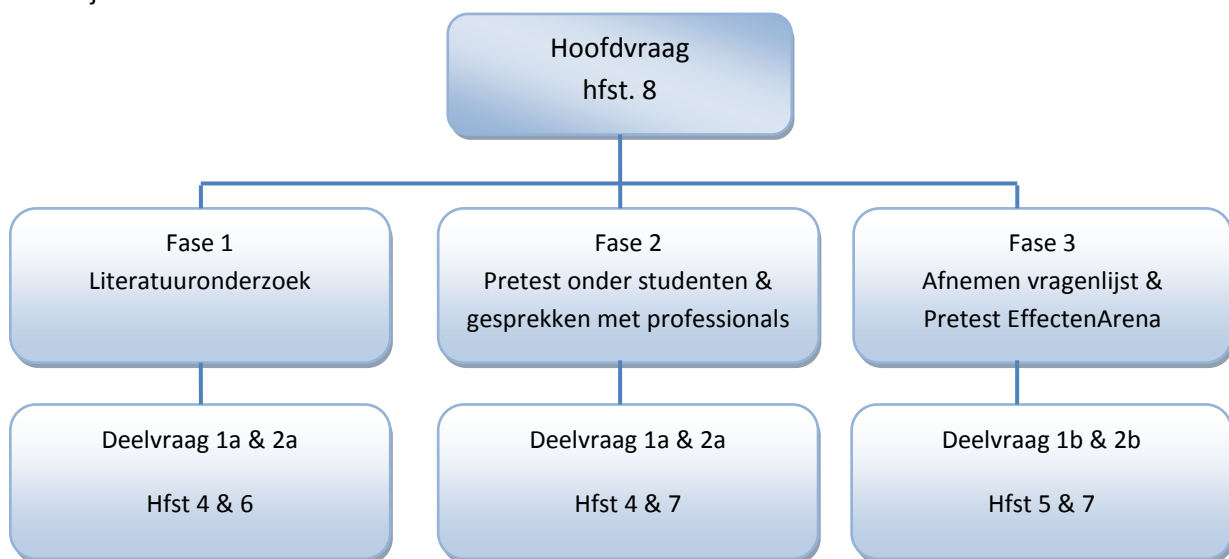 Hoofdvraag
hfst. 8
Fase 1
Literatuuronderzoek
Fase 2
Pretest onder studenten &
gesprekken met professionals
Fase 3
Afnemen vragenlijst &
Pretest EffectenArena
Deelvraag 1a & 2a
Hfst 4 & 6
Deelvraag 1a & 2a
Hfst 4 & 7
Deelvraag 1b & 2b
Hfst 5 & 7